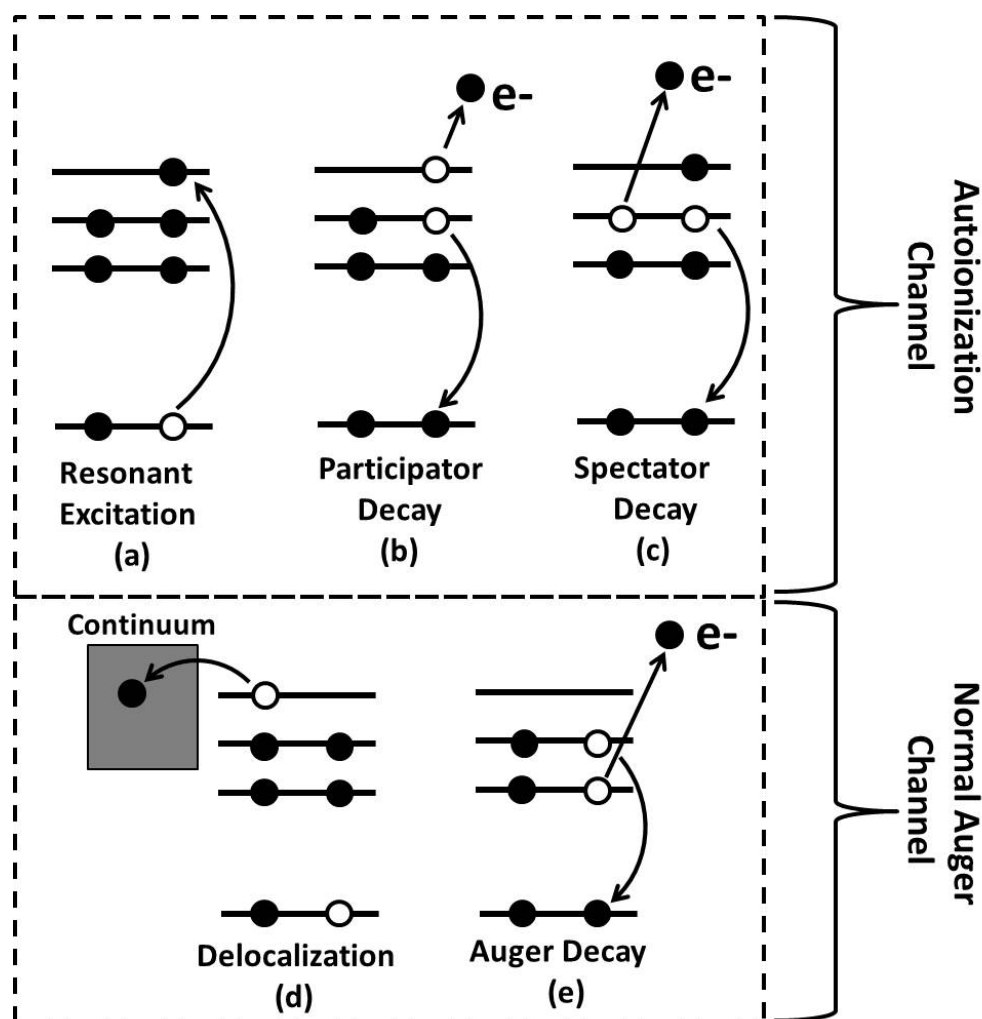 e-
e-
Resonant
Excitation
(a)
Participator
Decay
(b)
Spectator
Decay
(c)
Autoionization
Channel
Continuum
e-
Delocalization
(d)
Auger Decay
(e)
Normal Auger
Channel